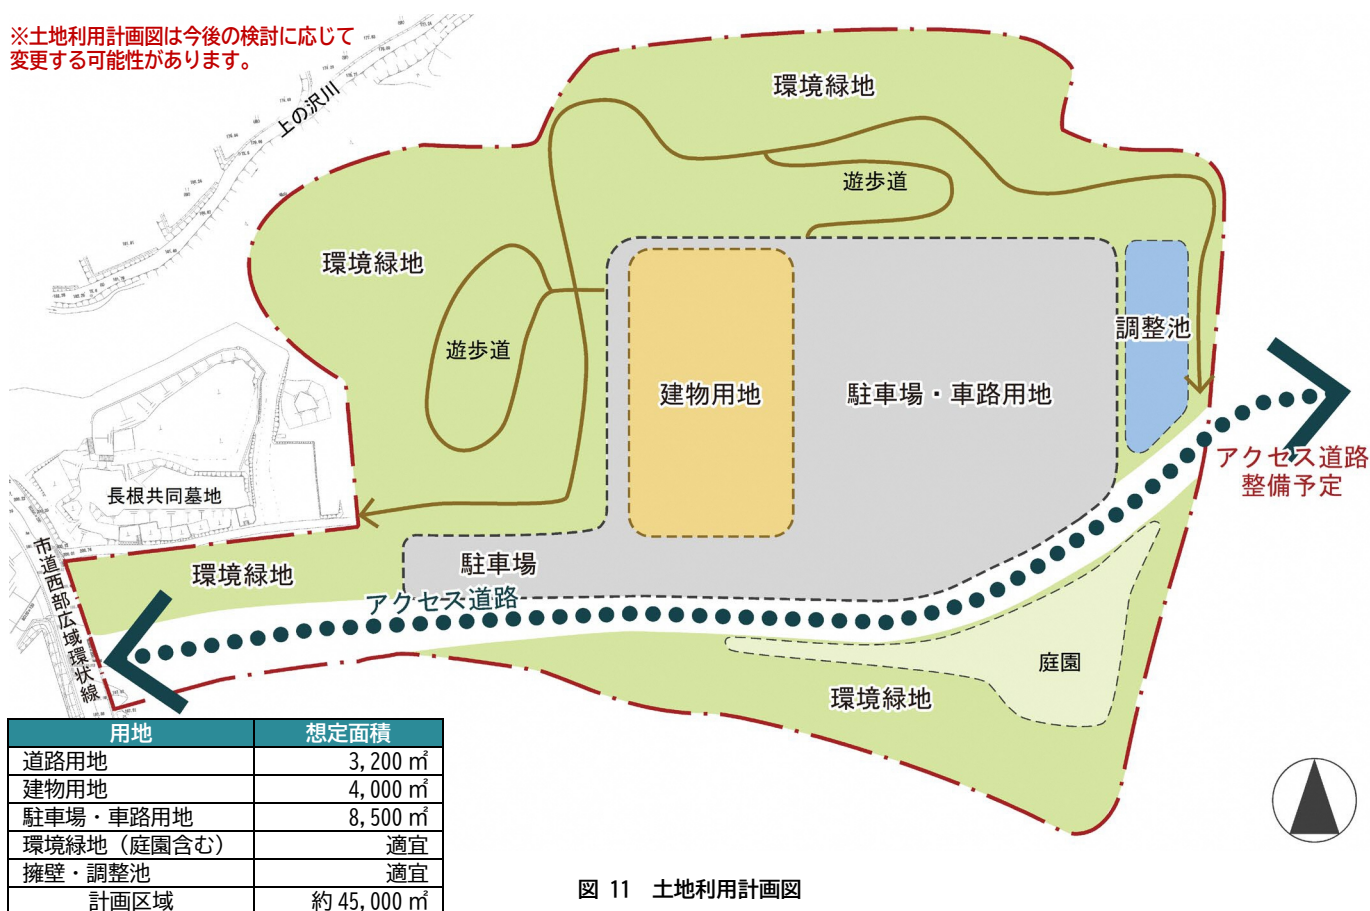 ※土地利用計画図は今後の検討に応じて
変更する可能性があります。
上の沢川
環境緑地
遊歩道
環境緑地
遊歩道
調整池
建物用地
駐車場・車路用地
アクセス道路
整備予定
長根共同墓地
市道西部広域環状線
環境緑地
駐車場
アクセス道路
庭園
環境緑地
用地 想定面積
道路用地 3,200 ㎡
建物用地 4,000 ㎡
駐車場・車路用地 8,500 ㎡
環境緑地（庭園含む） 適宜
擁壁・調整池 適宜
計画区域 約 45,000 ㎡
図 11 土地利用計画図